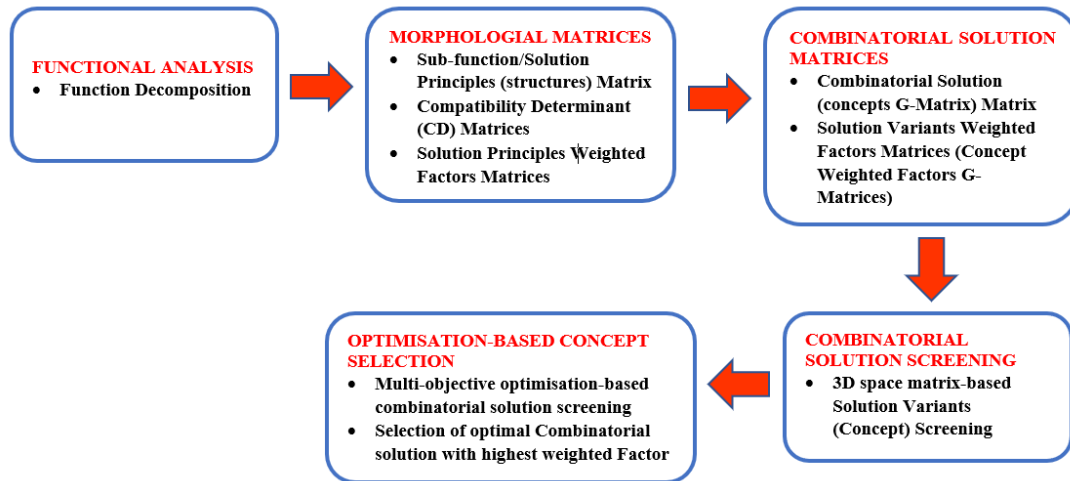 FUNCTIONAL ANALYSIS
• Function Decomposition
MORPHOLOGIAL MATRICES
• Sub-function/Solution
Principles (structures) Matrix
• Compatibility Determinant
(CD) Matrices
• Solution Principles Weighted
Factors Matrices
COMBINATORIAL SOLUTION
MATRICES
• Combinatorial Solution
(concepts G-Matrix) Matrix
• Solution Variants Weighted
Factors Matrices (Concept
Weighted Factors G-
Matrices)
COMBINATORIAL
SOLUTION SCREENING
• 3D space matrix-based
Solution Variants
(Concept) Screening
OPTIMISATION-BASED CONCEPT
SELECTION
• Multi-objective optimisation-based
combinatorial solution screening
• Selection of optimal Combinatorial
solution with highest weighted Factor